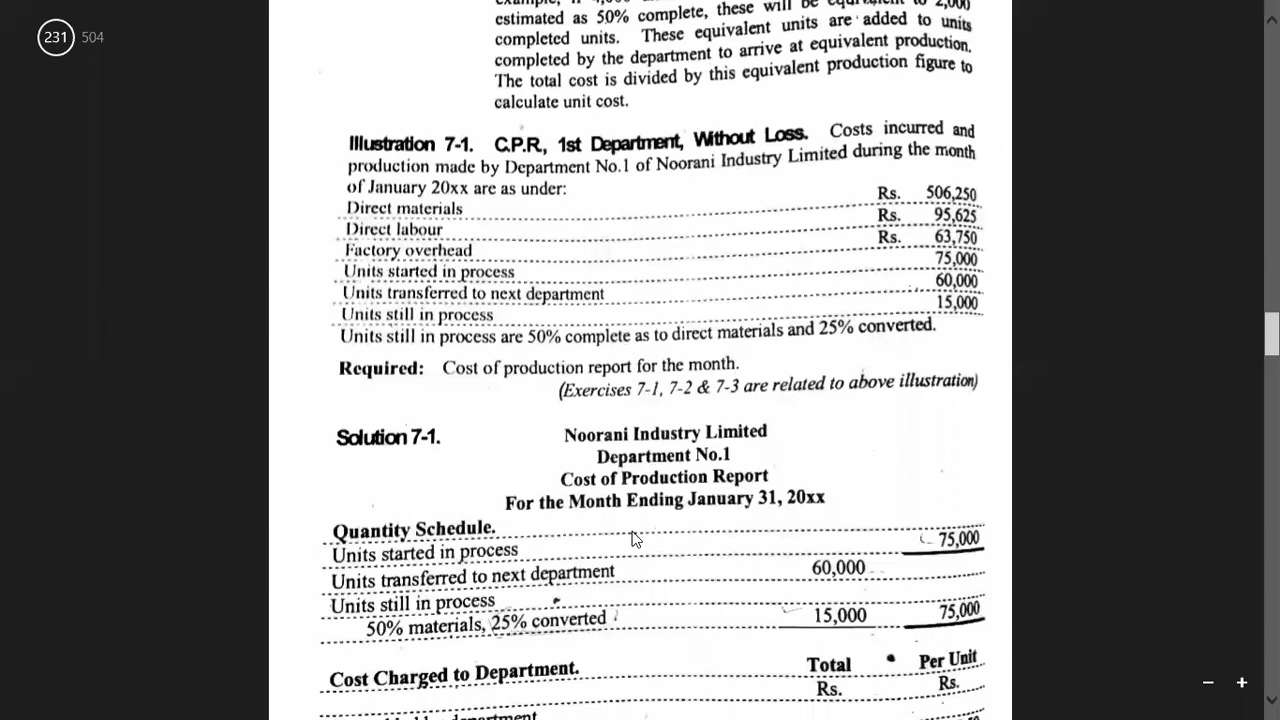 231 504
estimated as 50% complete, these will be equivalent to 2,000
completed units. These equivalent units are added to units
completed by the department to arrive at equivalent production.
The total cost is divided by this equivalent production figure to
calculate unit cost.
Illustration 7-1. C.P.R., 1st Department, Without Loss. Costs incurred and
production made by Department No.1 of Noorani Industry Limited during the month
of January 20xx are as under:
Direct materials Rs. 506,250
Direct labour Rs. 95,625
Factory overhead Rs. 63,750
Units started in process 75,000
Units transferred to next department 60,000
Units still in process 15,000
Units still in process are 50% complete as to direct materials and 25% converted.
Required: Cost of production report for the month.
(Exercises 7-1, 7-2 & 7-3 are related to above illustration)
Solution 7-1. Noorani Industry Limited
Department No.1
Cost of Production Report
For the Month Ending January 31, 20xx
Quantity Schedule.
Units started in process 75,000
Units transferred to next department 60,000
Units still in process
50% materials, 25% converted 15,000 75,000
Cost Charged to Department. Total Per Unit
Rs. Rs.
department